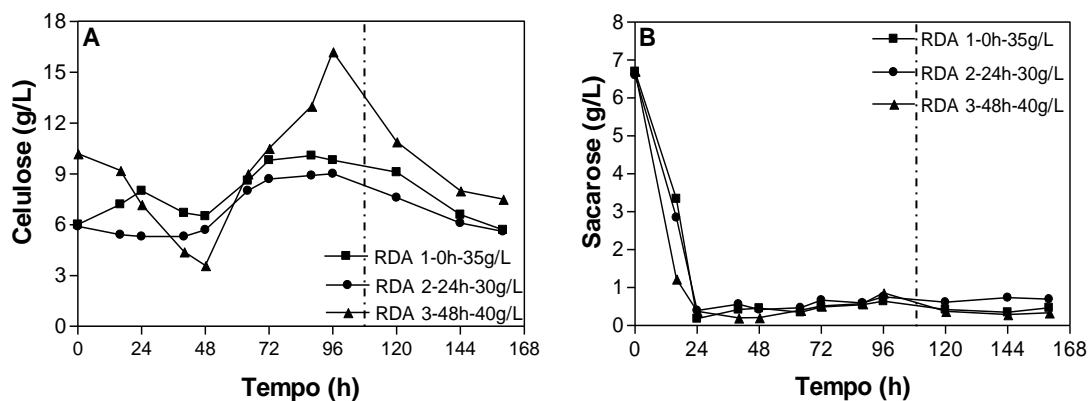 A
Celulose (g/L)
18
15
12
9
6
3
0
RDA 1-0h-35g/L
RDA 2-24h-30g/L
RDA 3-48h-40g/L
0 24 48 72 96 120 144 168
Tempo (h)
B
Sacarose (g/L)
8
7
6
5
4
3
2
1
0
RDA 1-0h-35g/L
RDA 2-24h-30g/L
RDA 3-48h-40g/L
0 24 48 72 96 120 144 168
Tempo (h)